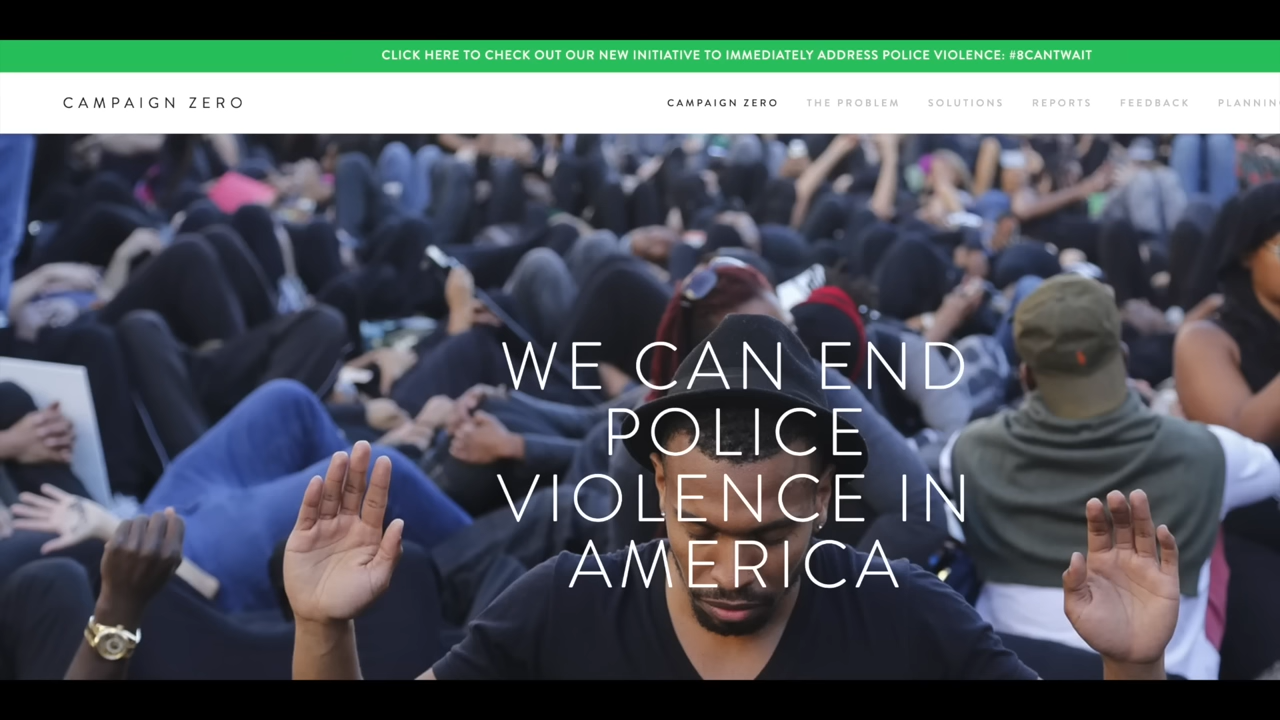 CLICK HERE TO CHECK OUT OUR NEW INITIATIVE TO IMMEDIATELY ADDRESS POLICE VIOLENCE: #8CANTWAIT
CAMPAIGN ZERO
CAMPAIGN ZERO THE PROBLEM SOLUTIONS REPORTS FEEDBACK PLANNIN
WE CAN END
POLICE
VIOLENCE IN
AMERICA